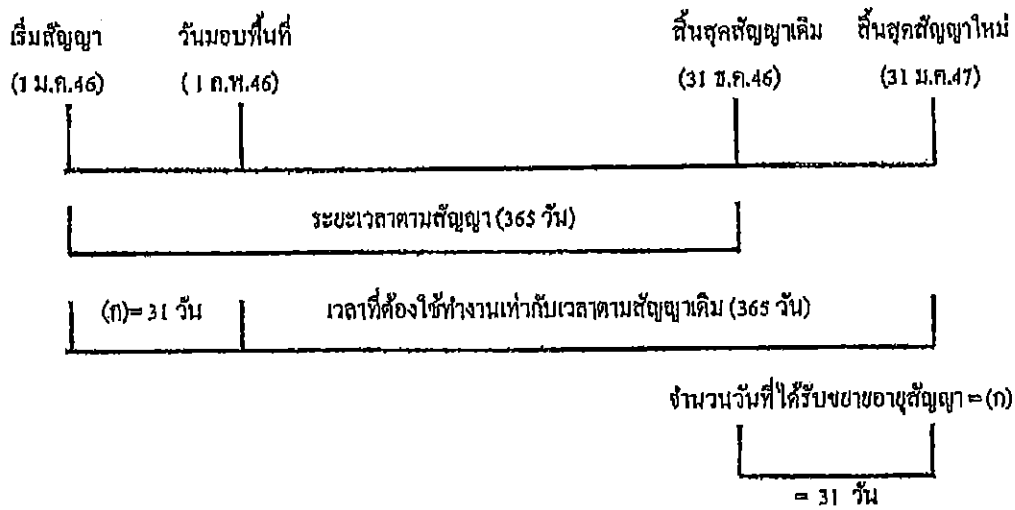 เริ่มสัญญา วันมอบพื้นที่ สิ้นสุดสัญญาเดิม สิ้นสุดสัญญาใหม่
(1 ม.ค.46) (1 ก.พ.46) (31 ธ.ค.46) (31 ม.ค.47)
ระยะเวลาตามสัญญา (365 วัน)
(ก)= 31 วัน เวลาที่ต้องใช้ทำงานเท่ากับเวลาตามสัญญาเดิม (365 วัน)
จำนวนวันที่ได้รับขยายอายุสัญญา = (ก)
= 31 วัน